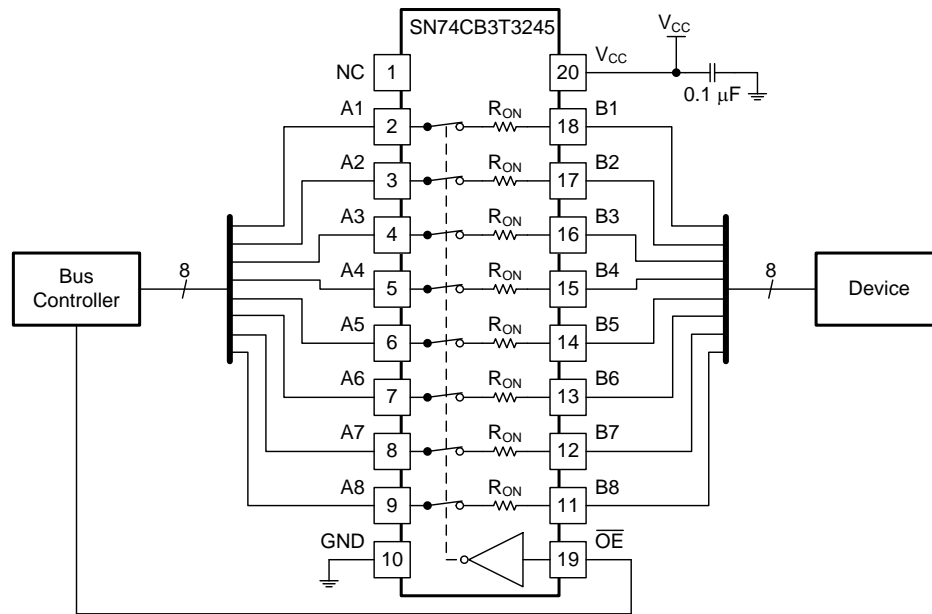 SN74CB3T3245
NC 1 20 VCC VCC
0.1 μF
A1 2 RON 18 B1
A2 3 RON 17 B2
A3 4 RON 16 B3
A4 5 RON 15 B4
A5 6 RON 14 B5
A6 7 RON 13 B6
A7 8 RON 12 B7
A8 9 RON 11 B8
GND 10 19 O̅E̅
Bus
Controller
8
8
Device